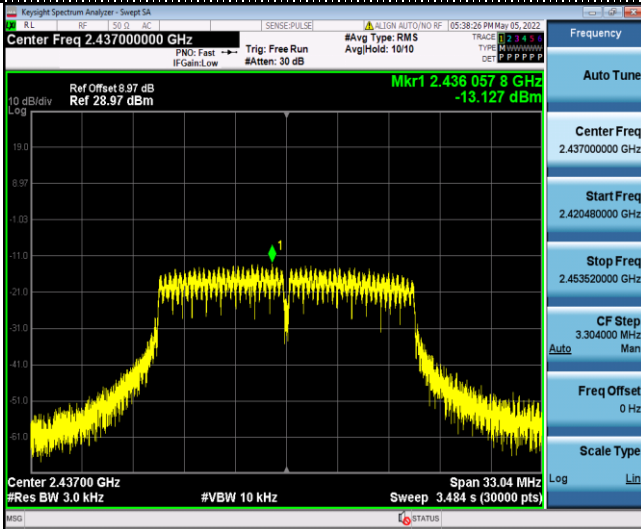 Keysight Spectrum Analyzer - Swept SA
RL RF 50 Ω AC SENSE:PULSE ALIGN AUTO/NO RF 05:38:26 PM May 05, 2022
Center Freq 2.437000000 GHz
PNO: Fast
IFGain:Low
Trig: Free Run
#Atten: 30 dB
#Avg Type: RMS
Avg|Hold: 10/10
TRACE 1 2 3 4 5 6
TYPE M W W W W W
DET P P P P P P
Ref Offset 8.97 dB
Ref 28.97 dBm
10 dB/div
Log
Mkr1 2.436 057 8 GHz
-13.127 dBm
1
19.0
8.97
-1.03
-11.0
-21.0
-31.0
-41.0
-51.0
-61.0
Center 2.43700 GHz
Span 33.04 MHz
#Res BW 3.0 kHz
#VBW 10 kHz
Sweep 3.484 s (30000 pts)
MSG
STATUS
Frequency
Auto Tune
Center Freq
2.437000000 GHz
Start Freq
2.420480000 GHz
Stop Freq
2.453520000 GHz
CF Step
3.304000 MHz
Auto Man
Freq Offset
0 Hz
Scale Type
Log Lin